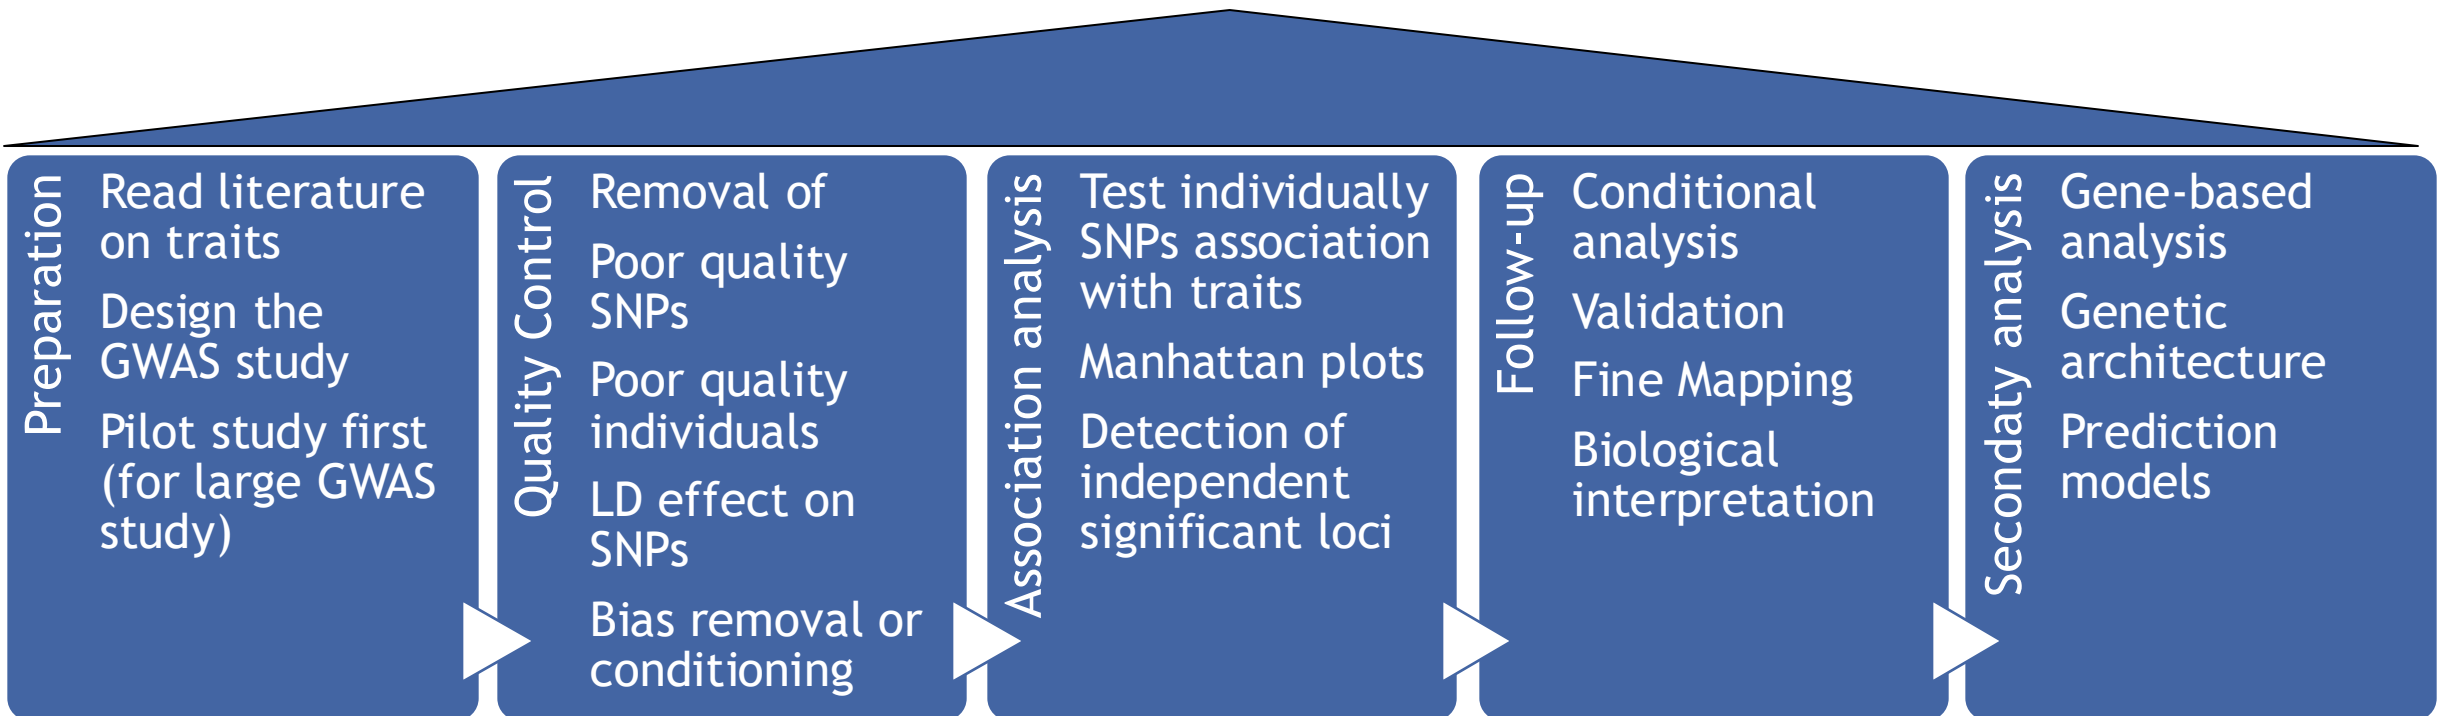 Preparation
Read literature
on traits
Design the
GWAS study
Pilot study first
(for large GWAS
study)
Quality Control
Removal of
Poor quality
SNPs
Poor quality
individuals
LD effect on
SNPs
Bias removal or
conditioning
Association analysis
Test individually
SNPs association
with traits
Manhattan plots
Detection of
independent
significant loci
Follow-up
Conditional
analysis
Validation
Fine Mapping
Biological
interpretation
Secondaty analysis
Gene-based
analysis
Genetic
architecture
Prediction
models